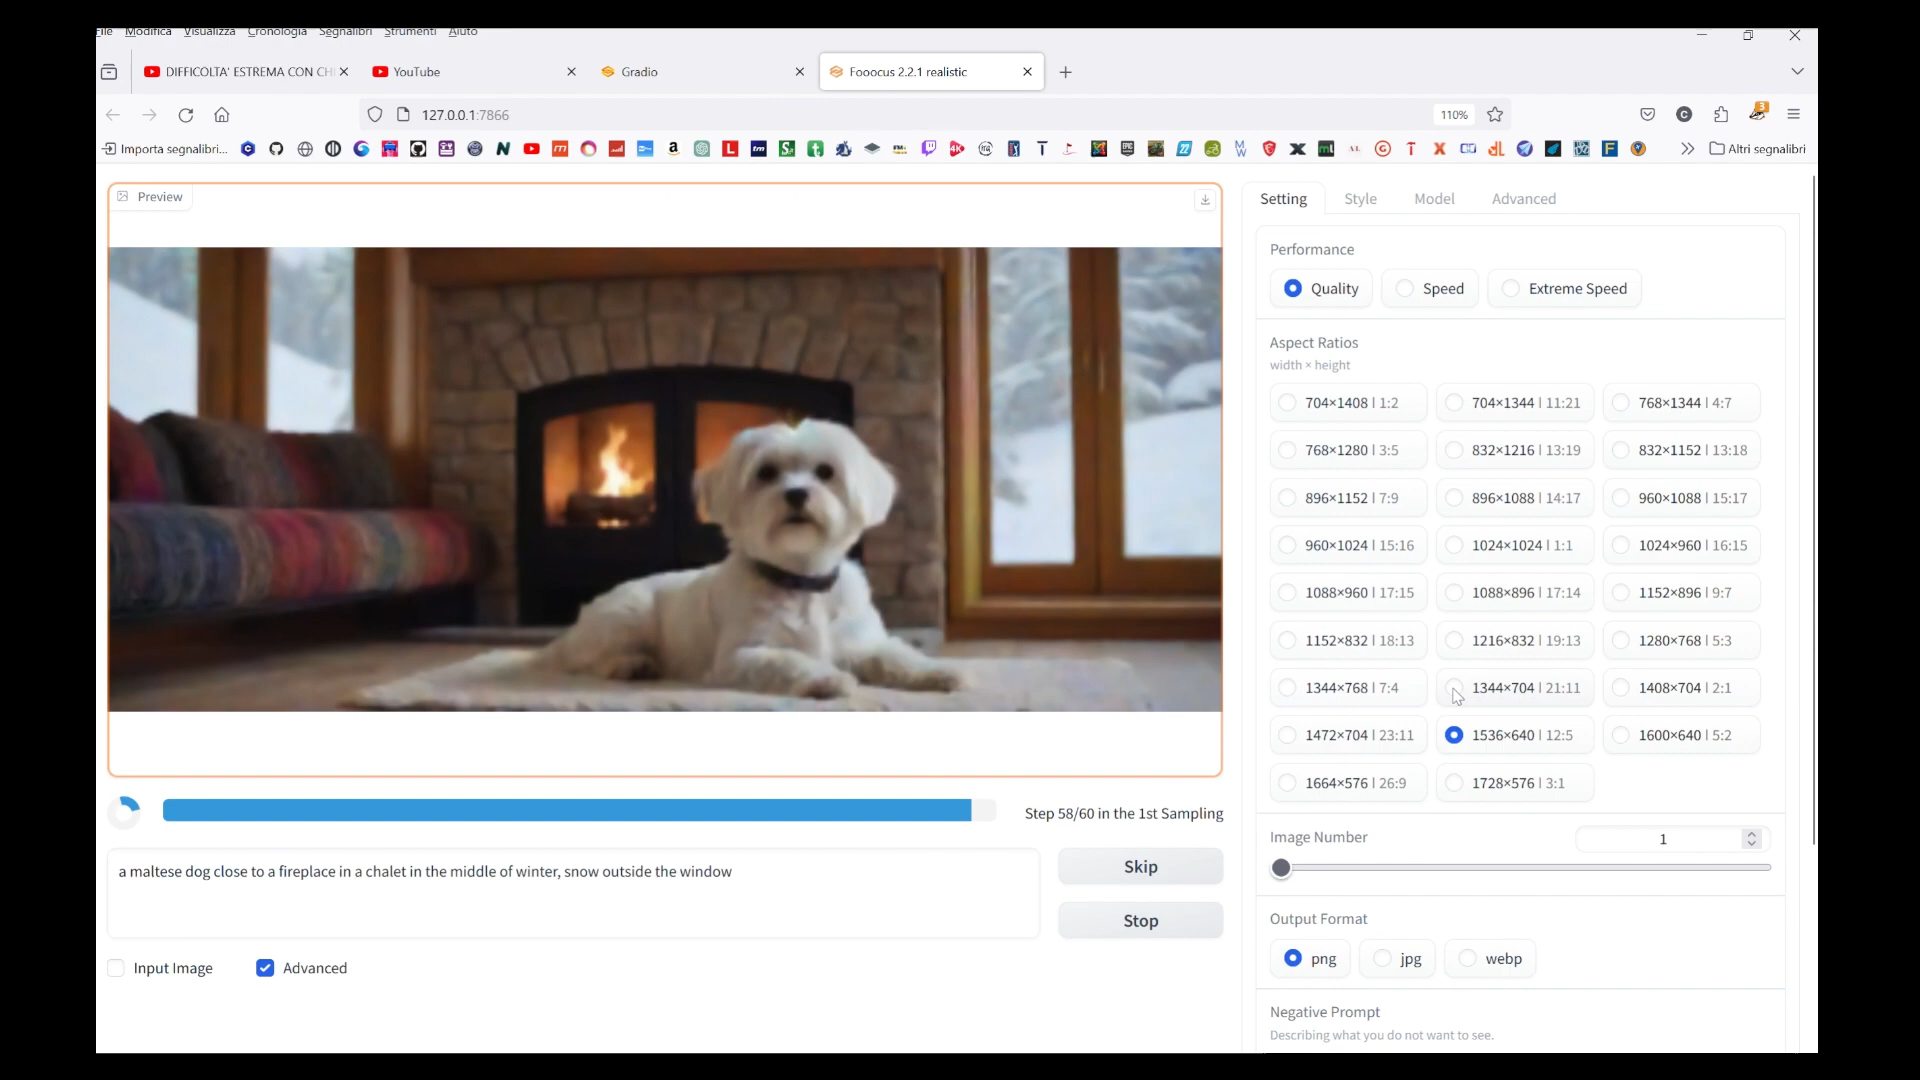 File Modifica Visualizza Cronologia Segnalibri Strumenti Aiuto
DIFFICOLTA' ESTREMA CON CH
YouTube
Gradio
Fooocus 2.2.1 realistic
127.0.0.1:7866
110%
3
Importa segnalibri...
Altri segnalibri
Preview
Setting Style Model Advanced
Performance
Quality Speed Extreme Speed
Aspect Ratios
width × height
704×1408 | 1:2 704×1344 | 11:21 768×1344 | 4:7
768×1280 | 3:5 832×1216 | 13:19 832×1152 | 13:18
896×1152 | 7:9 896×1088 | 14:17 960×1088 | 15:17
960×1024 | 15:16 1024×1024 | 1:1 1024×960 | 16:15
1088×960 | 17:15 1088×896 | 17:14 1152×896 | 9:7
1152×832 | 18:13 1216×832 | 19:13 1280×768 | 5:3
1344×768 | 7:4 1344×704 | 21:11 1408×704 | 2:1
1472×704 | 23:11 1536×640 | 12:5 1600×640 | 5:2
1664×576 | 26:9 1728×576 | 3:1
Step 58/60 in the 1st Sampling
a maltese dog close to a fireplace in a chalet in the middle of winter, snow outside the window
Skip
Stop
Input Image Advanced
Image Number 1
Output Format
png jpg webp
Negative Prompt
Describing what you do not want to see.